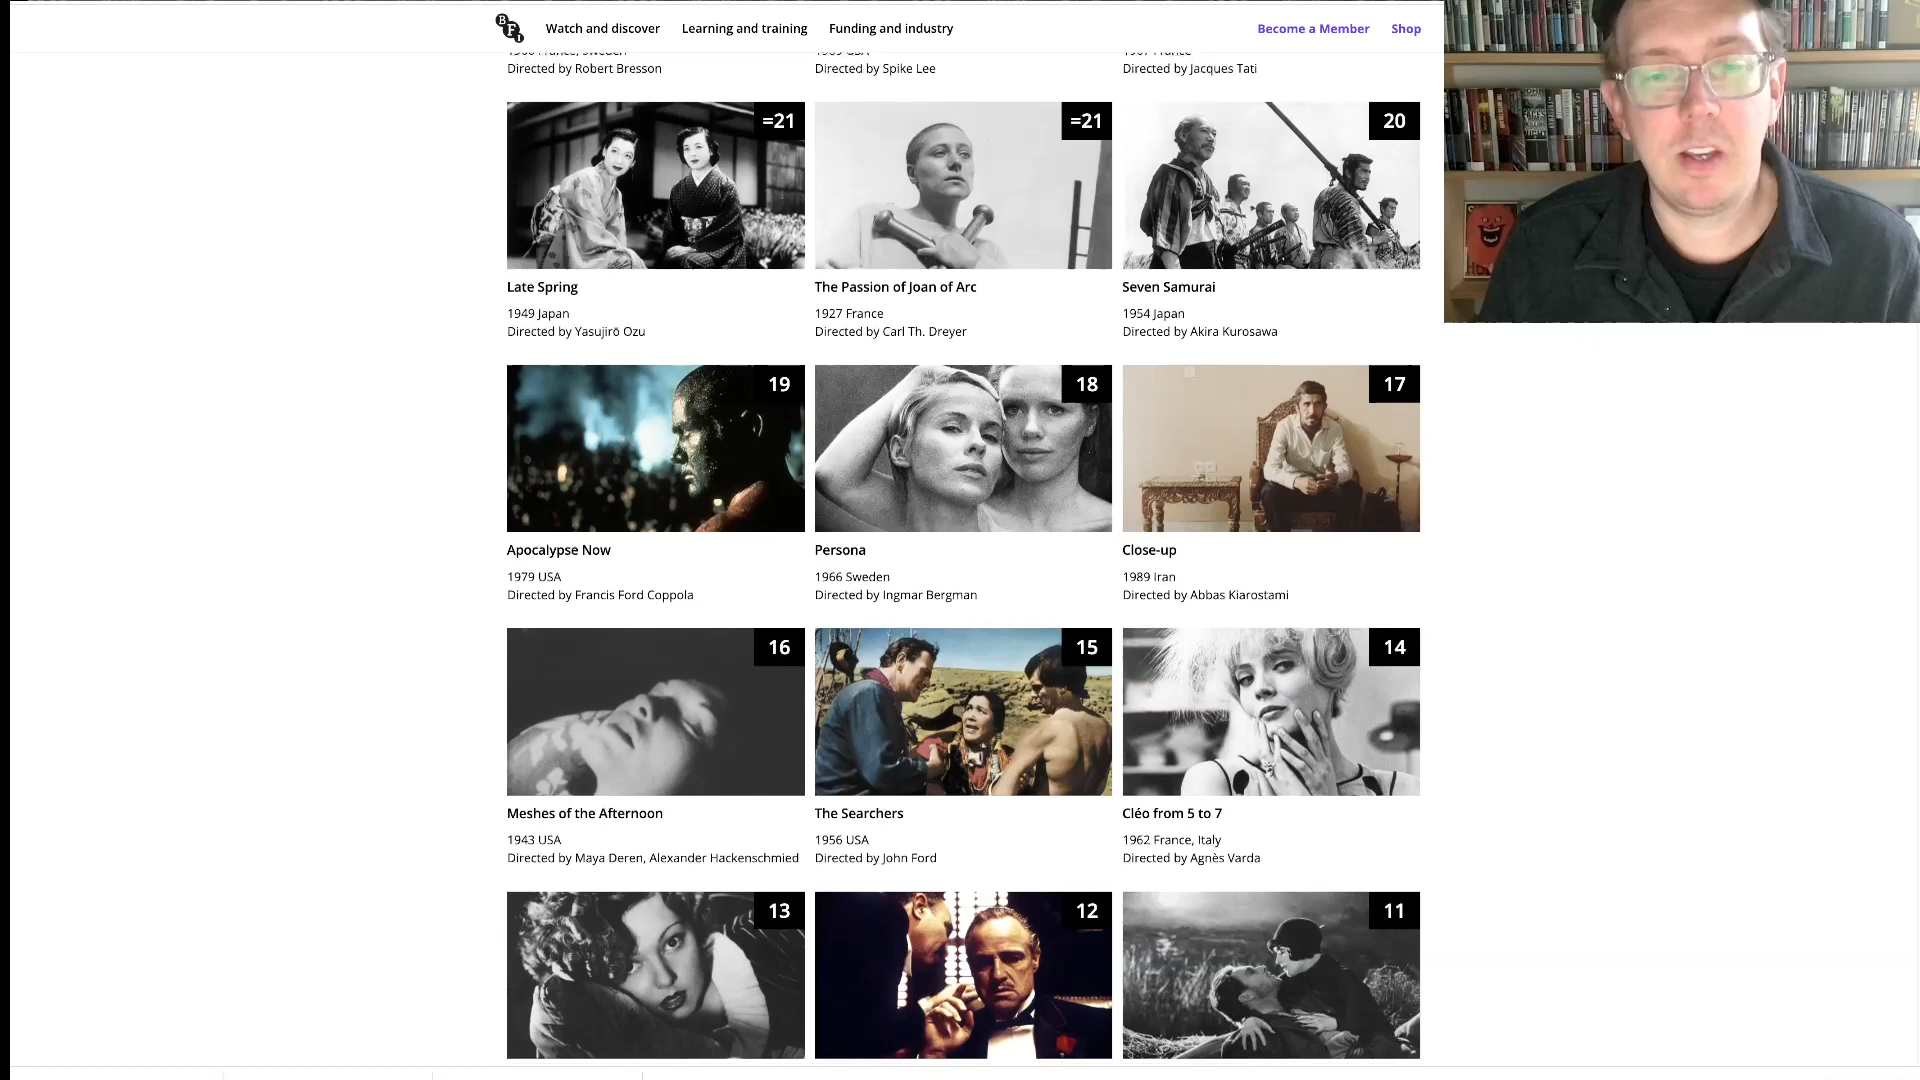 BFI
Watch and discover
Learning and training
Funding and industry
Become a Member
Shop
Directed by Robert Bresson
Directed by Spike Lee
Directed by Jacques Tati
=21
=21
20
Late Spring
1949 Japan
Directed by Yasujirō Ozu
The Passion of Joan of Arc
1927 France
Directed by Carl Th. Dreyer
Seven Samurai
1954 Japan
Directed by Akira Kurosawa
19
18
17
Apocalypse Now
1979 USA
Directed by Francis Ford Coppola
Persona
1966 Sweden
Directed by Ingmar Bergman
Close-up
1989 Iran
Directed by Abbas Kiarostami
16
15
14
Meshes of the Afternoon
1943 USA
Directed by Maya Deren, Alexander Hackenschmied
The Searchers
1956 USA
Directed by John Ford
Cléo from 5 to 7
1962 France, Italy
Directed by Agnès Varda
13
12
11